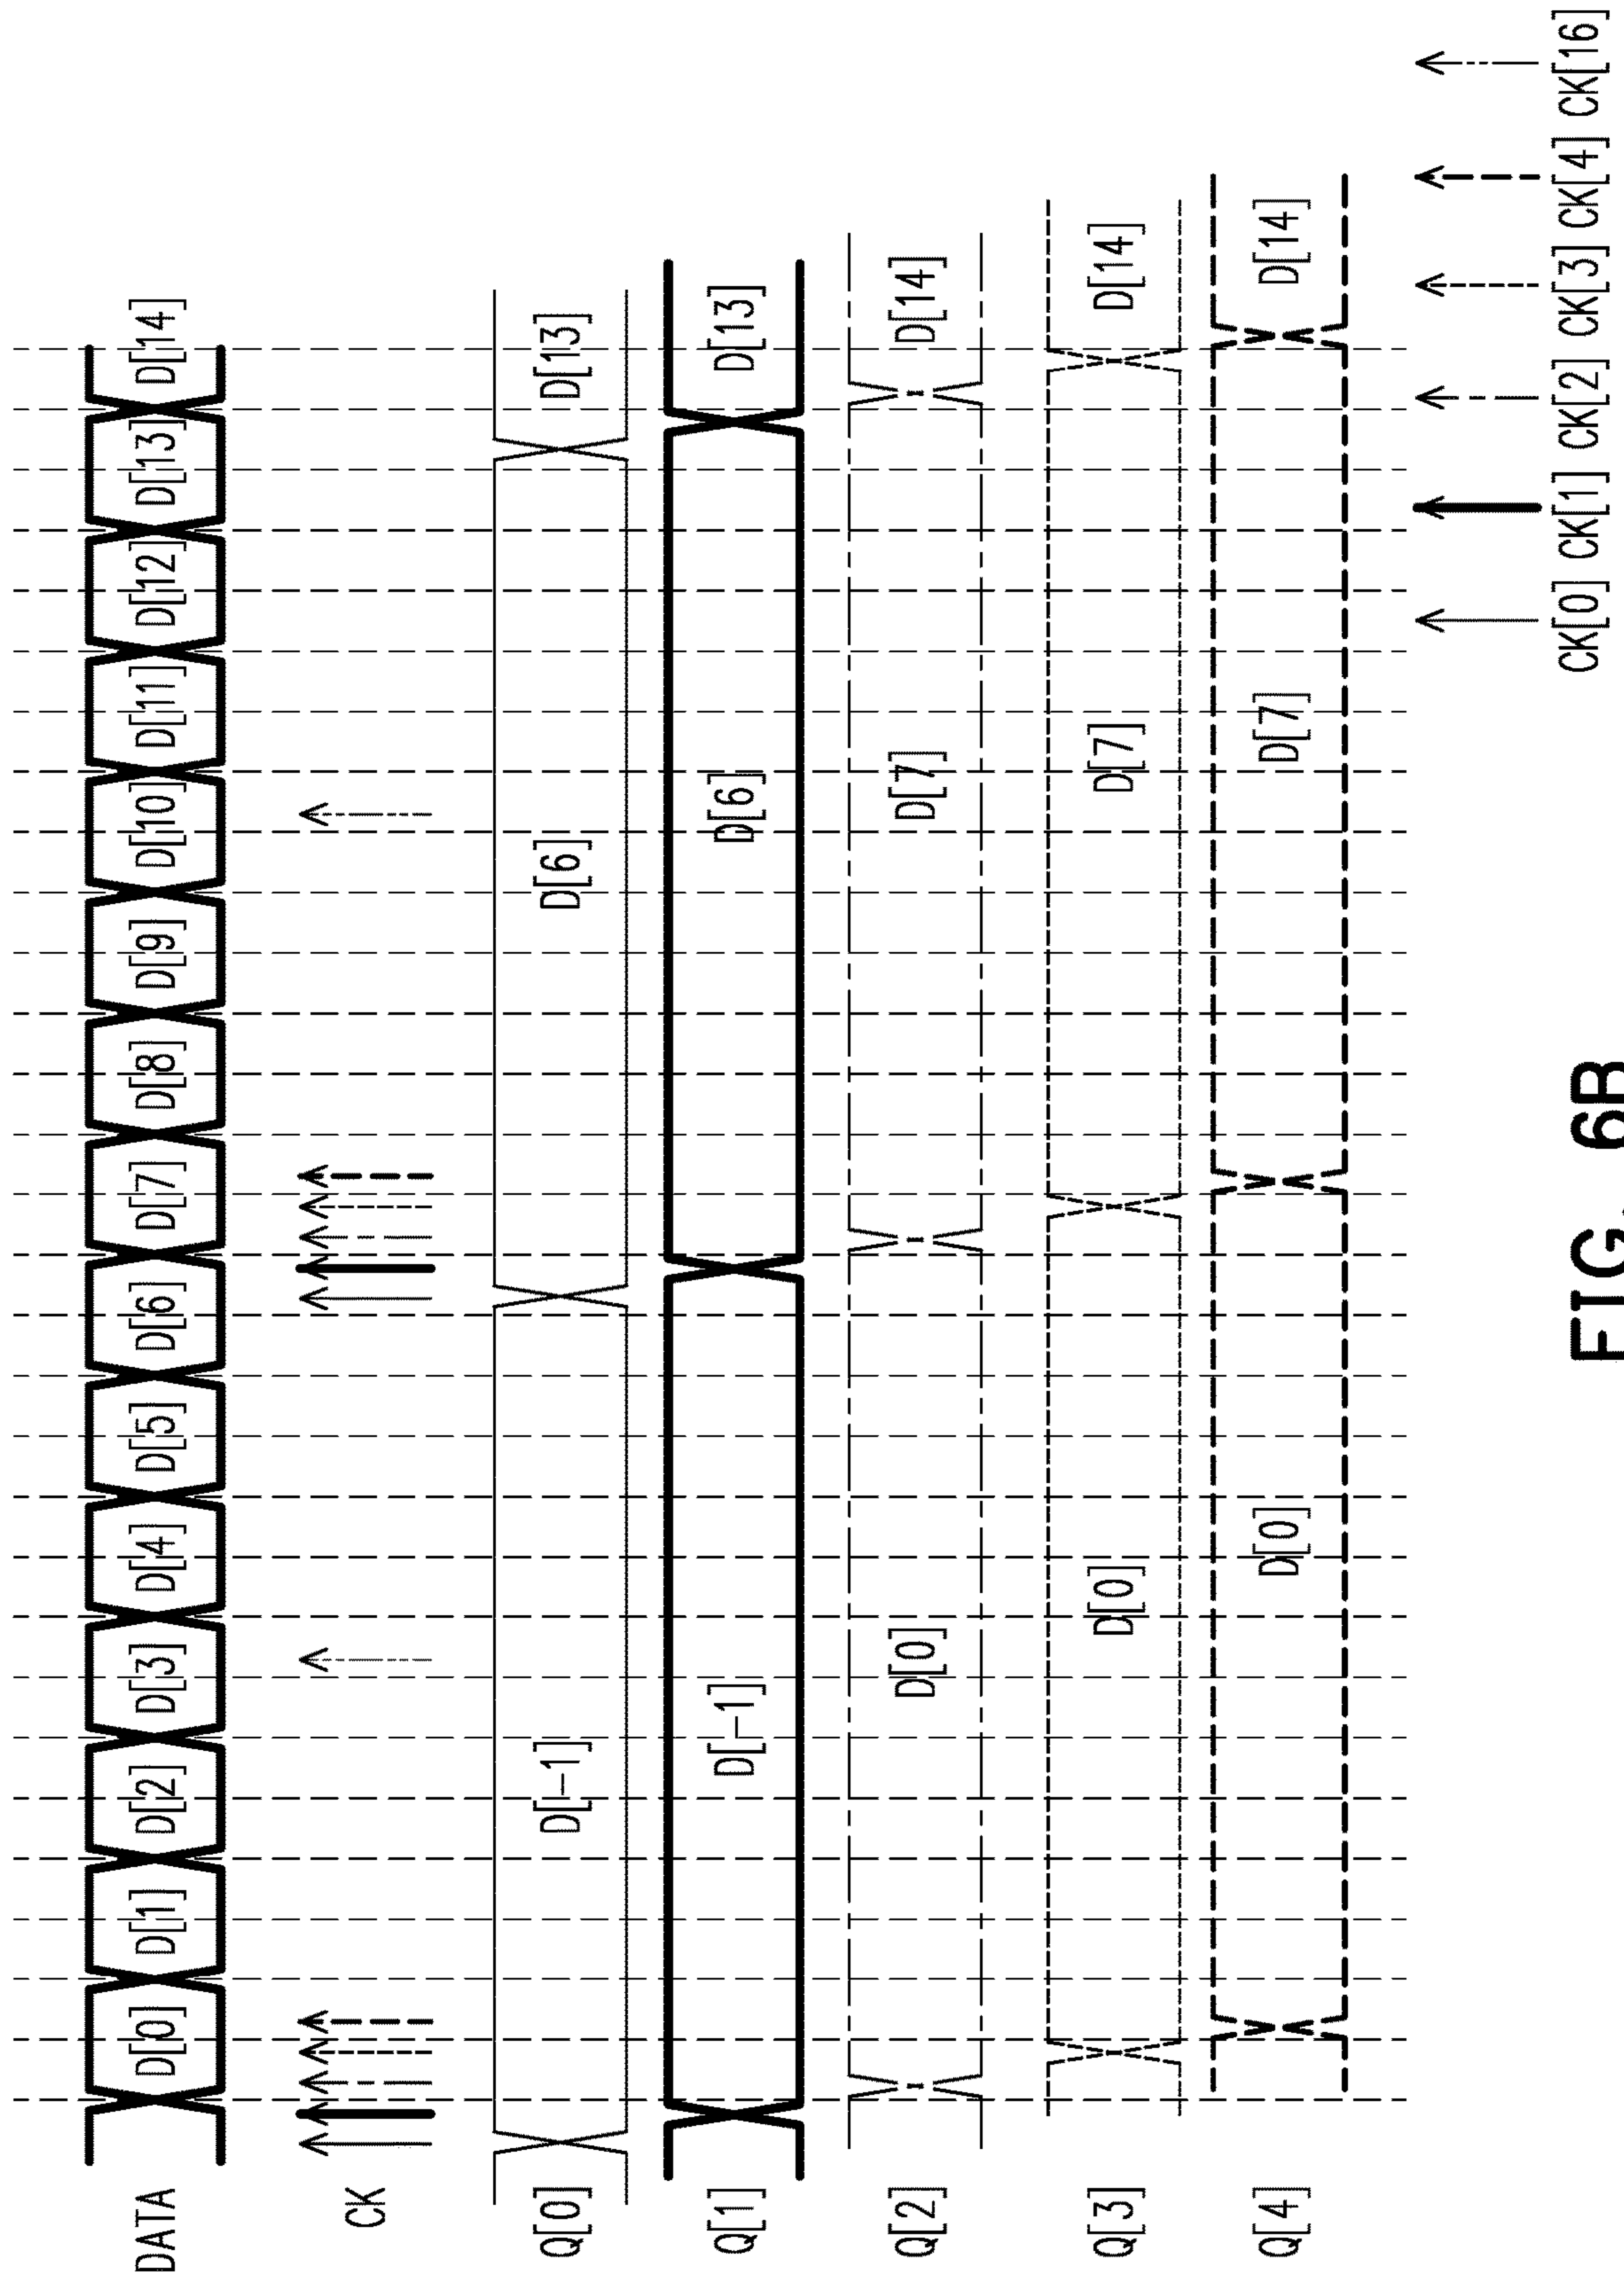 DATA D[0] D[1] D[2] D[3] D[4] D[5] D[6] D[7] D[8] D[9] D[10] D[11] D[12] D[13] D[14]
CK
Q[0] D[-1] D[6] D[13]
Q[1] D[-1] D[6] D[13]
Q[2] D[0] D[7] D[14]
Q[3] D[0] D[7] D[14]
Q[4] D[0] D[7] D[14]
CK[0] CK[1] CK[2] CK[3] CK[4] CK[16]
FIG. 6B